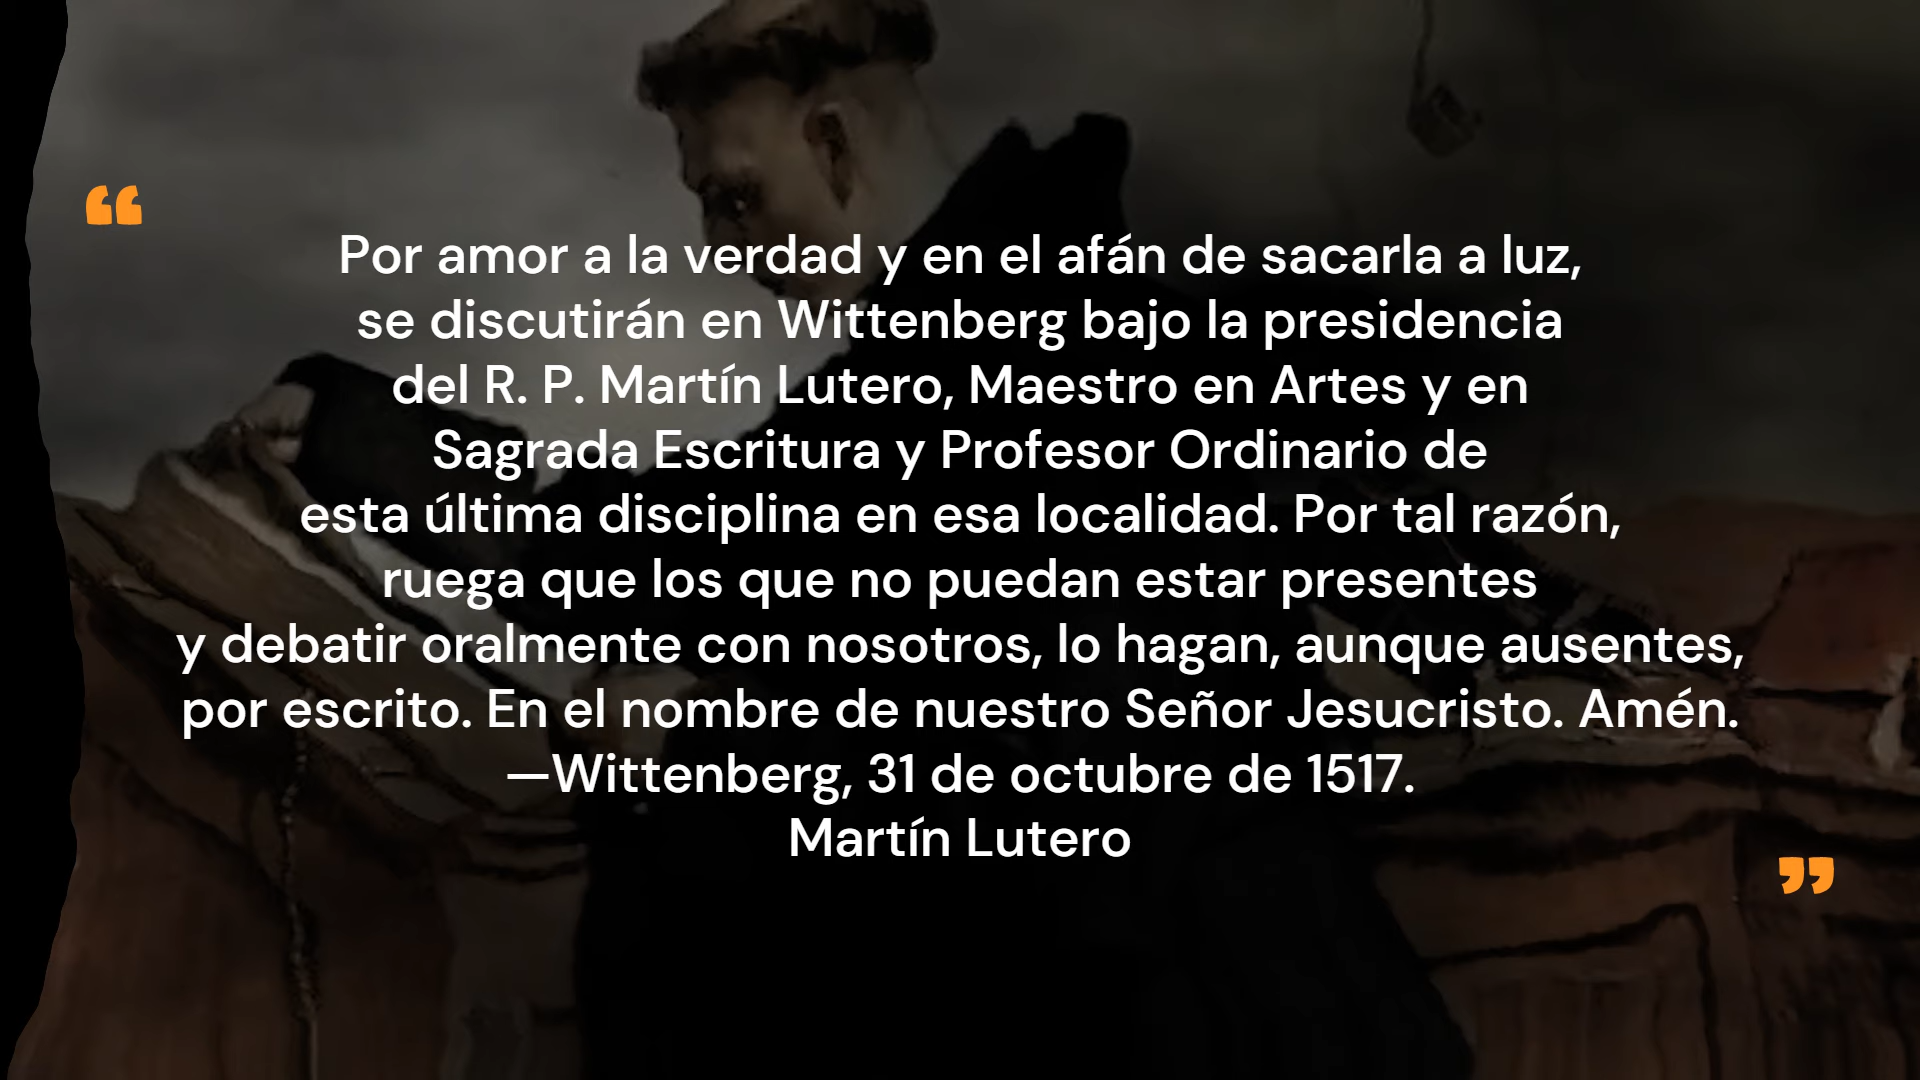 “
Por amor a la verdad y en el afán de sacarla a luz,
se discutirán en Wittenberg bajo la presidencia
del R. P. Martín Lutero, Maestro en Artes y en
Sagrada Escritura y Profesor Ordinario de
esta última disciplina en esa localidad. Por tal razón,
ruega que los que no puedan estar presentes
y debatir oralmente con nosotros, lo hagan, aunque ausentes,
por escrito. En el nombre de nuestro Señor Jesucristo. Amén.
—Wittenberg, 31 de octubre de 1517.
Martín Lutero
”